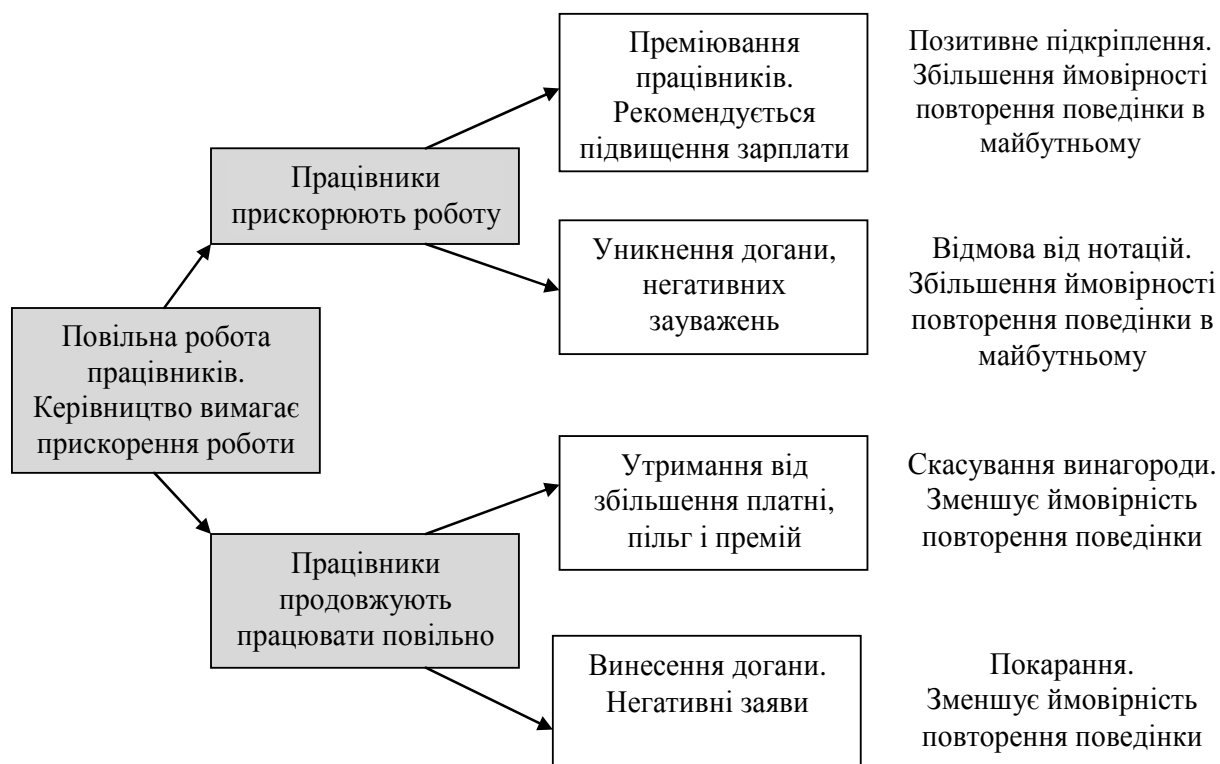 Преміювання
працівників.
Рекомендується
підвищення зарплати
Позитивне підкріплення.
Збільшення ймовірності
повторення поведінки в
майбутньому
Працівники
прискорюють роботу
Уникнення догани,
негативних
зауважень
Відмова від нотацій.
Збільшення ймовірності
повторення поведінки в
майбутньому
Повільна робота
працівників.
Керівництво вимагає
прискорення роботи
Утримання від
збільшення платні,
пільг і премій
Скасування винагороди.
Зменшує ймовірність
повторення поведінки
Працівники
продовжують
працювати повільно
Винесення догани.
Негативні заяви
Покарання.
Зменшує ймовірність
повторення поведінки